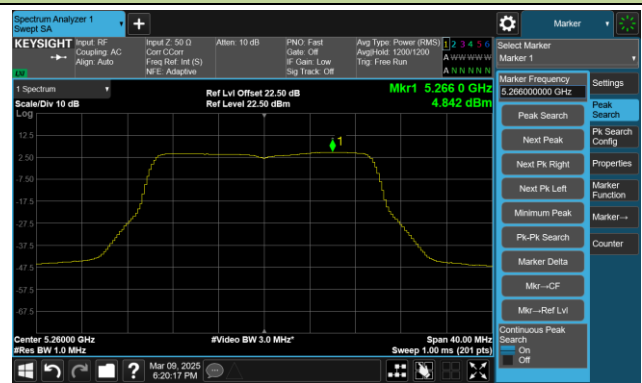 Spectrum Analyzer 1
Swept SA
+
Marker
KEYSIGHT
Input: RF
Coupling: AC
Align: Auto
Input Z: 50 Ω
Corr CCorr
Freq Ref: Int (S)
NFE: Adaptive
Atten: 10 dB
PNO: Fast
Gate: Off
IF Gain: Low
Sig Track: Off
Avg Type: Power (RMS)
Avg|Hold: 1200/1200
Trig: Free Run
1 2 3 4 5 6
A W W W W W
A N N N N N
Select Marker
Marker 1
LW
1 Spectrum
Scale/Div 10 dB
Log
Ref Lvl Offset 22.50 dB
Ref Level 22.50 dBm
Mkr1 5.266 0 GHz
4.842 dBm
1
12.5
2.50
-7.50
-17.5
-27.5
-37.5
-47.5
-57.5
-67.5
Center 5.26000 GHz
#Res BW 1.0 MHz
#Video BW 3.0 MHz*
Span 40.00 MHz
Sweep 1.00 ms (201 pts)
Marker Frequency
5.266000000 GHz
Peak Search
Next Peak
Next Pk Right
Next Pk Left
Minimum Peak
Pk-Pk Search
Marker Delta
Mkr→CF
Mkr→Ref Lvl
Continuous Peak
Search
On
Off
Settings
Peak
Search
Pk Search
Config
Properties
Marker
Function
Marker→
Counter
?
Mar 09, 2025
6:20:17 PM